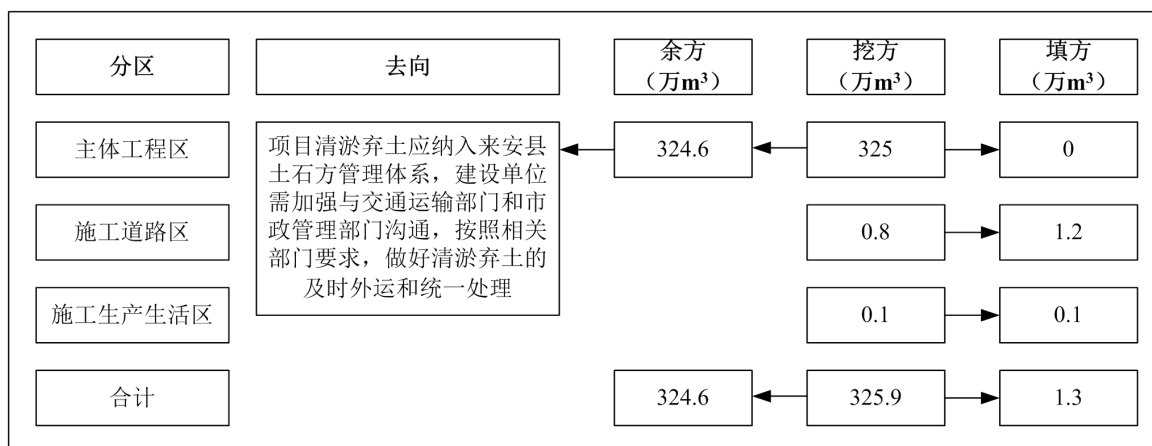 分区
去向
余方
（万m³）
挖方
（万m³）
填方
（万m³）
主体工程区
项目清淤弃土应纳入来安县
土石方管理体系，建设单位
需加强与交通运输部门和市
政管理部门沟通，按照相关
部门要求，做好清淤弃土的
及时外运和统一处理
324.6
325
0
施工道路区
0.8
1.2
施工生产生活区
0.1
0.1
合计
324.6
325.9
1.3